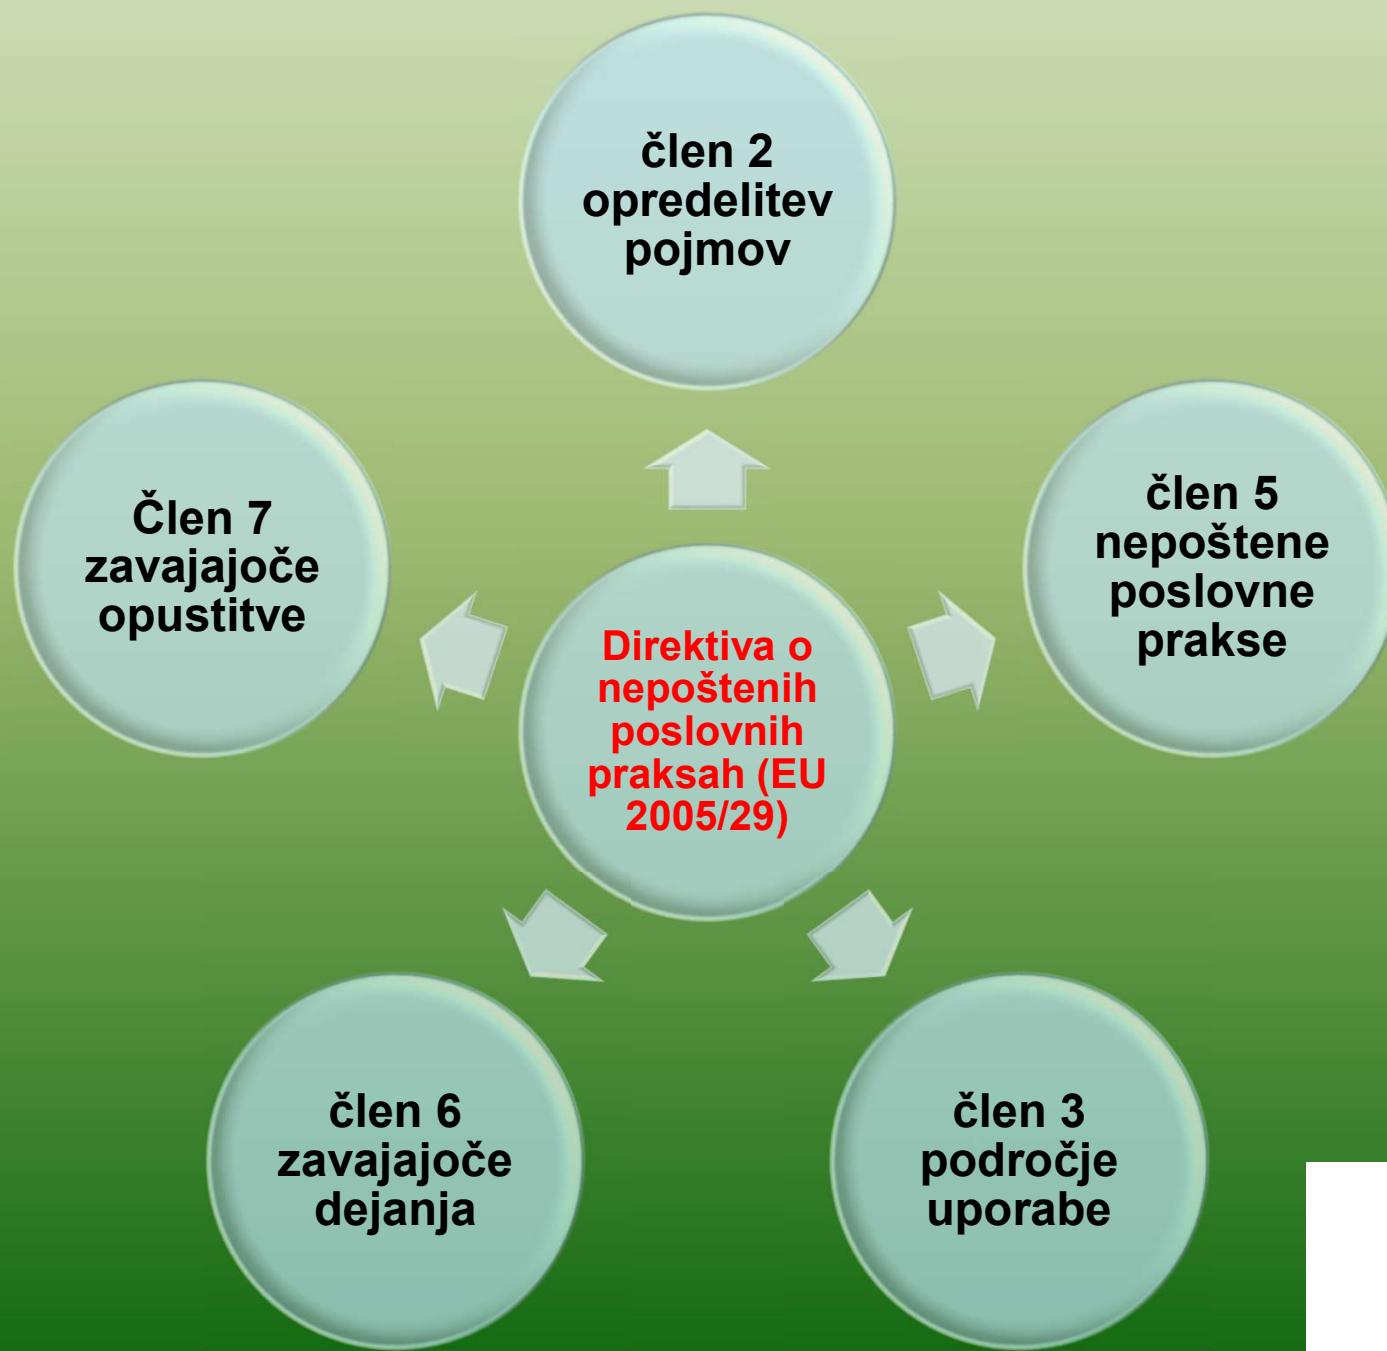 člen 2
opredelitev
pojmov
člen 5
nepoštene
poslovne
prakse
Člen 7
zavajajoče
opustitve
Direktiva o
nepoštenih
poslovnih
praksah (EU
2005/29)
člen 6
zavajajoče
dejanja
člen 3
področje
uporabe